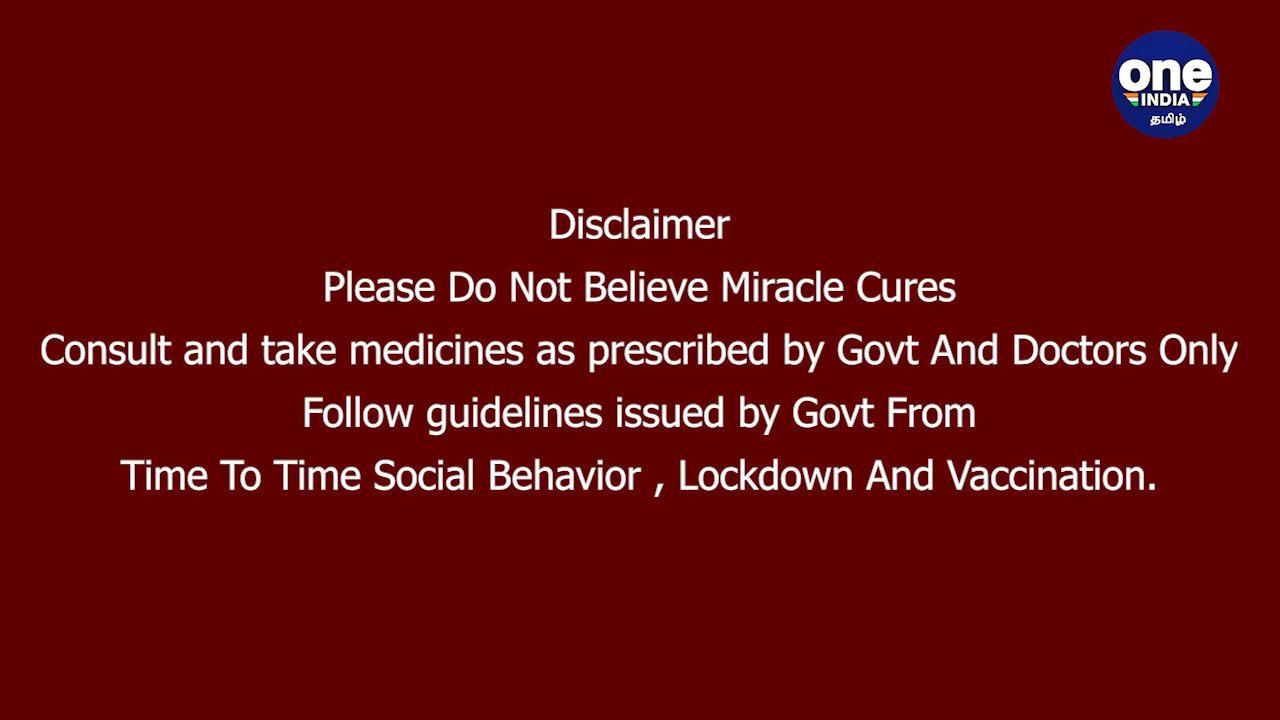 one
INDIA
தமிழ்
Disclaimer
Please Do Not Believe Miracle Cures
Consult and take medicines as prescribed by Govt And Doctors Only
Follow guidelines issued by Govt From
Time To Time Social Behavior , Lockdown And Vaccination.